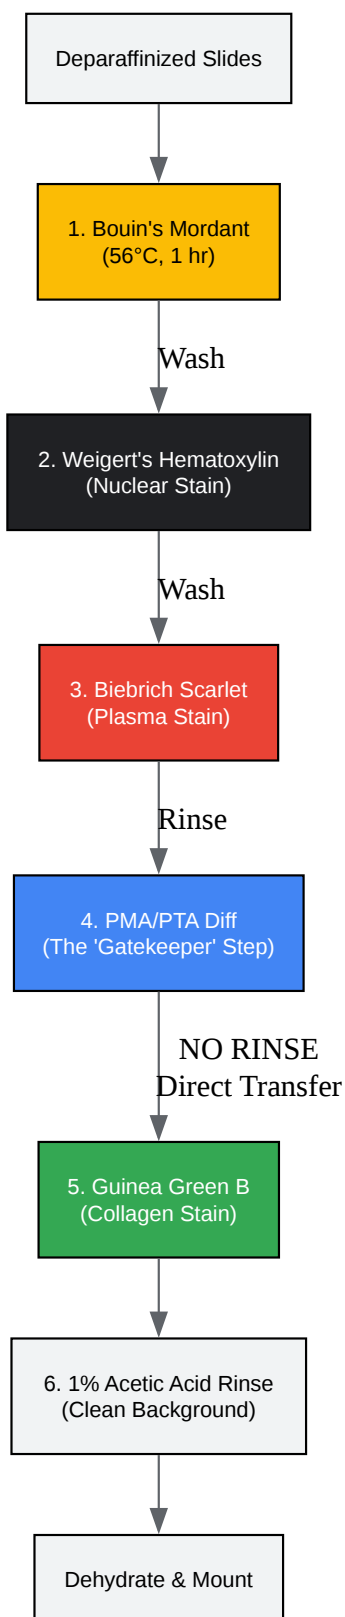 Deparaffinized Slides
1. Bouin's Mordant
(56°C, 1 hr)
Wash
2. Weigert's Hematoxylin
(Nuclear Stain)
Wash
3. Biebrich Scarlet
(Plasma Stain)
Rinse
4. PMA/PTA Diff
(The 'Gatekeeper' Step)
NO RINSE
Direct Transfer
5. Guinea Green B
(Collagen Stain)
6. 1% Acetic Acid Rinse
(Clean Background)
Dehydrate & Mount